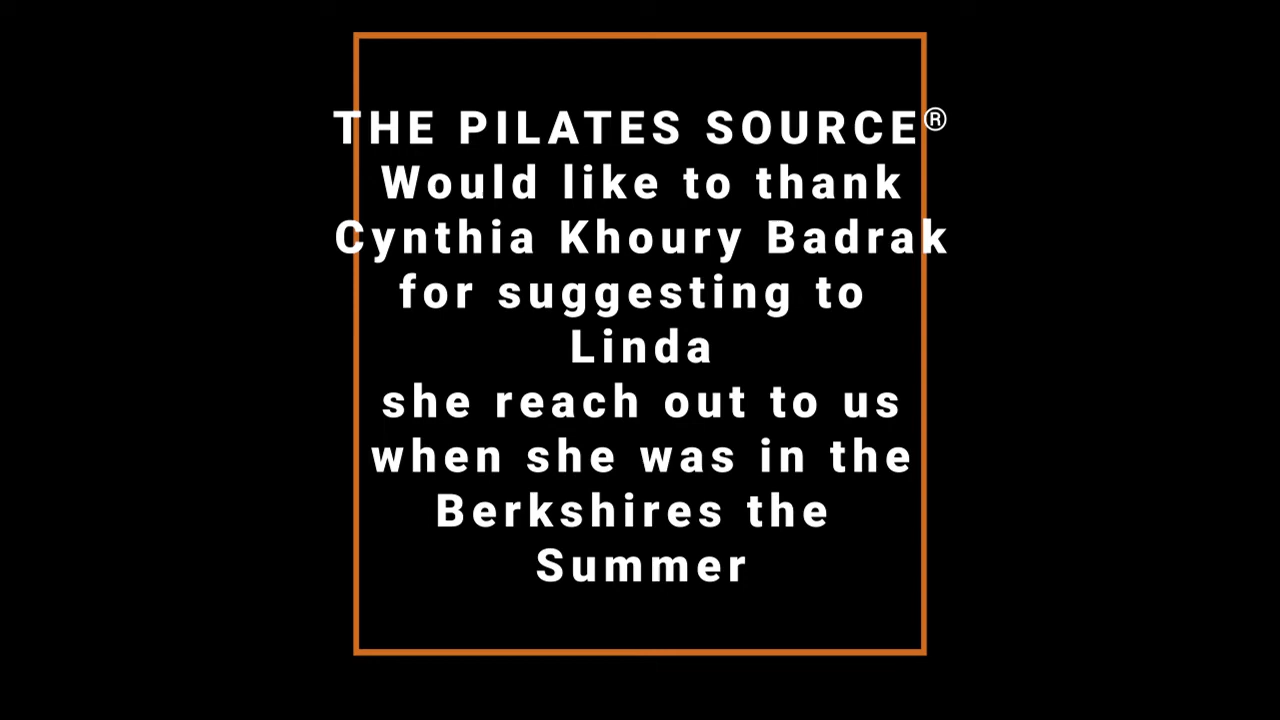 THE PILATES SOURCE®
Would like to thank
Cynthia Khoury Badrak
for suggesting to
Linda
she reach out to us
when she was in the
Berkshires the
Summer